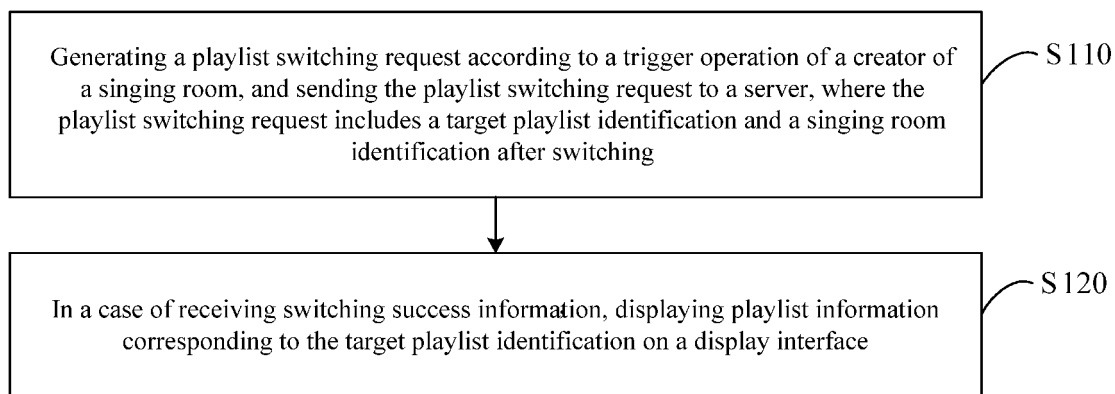 Generating a playlist switching request according to a trigger operation of a creator of
a singing room, and sending the playlist switching request to a server, where the
playlist switching request includes a target playlist identification and a singing room
identification after switching
S110
In a case of receiving switching success information, displaying playlist information
corresponding to the target playlist identification on a display interface
S120